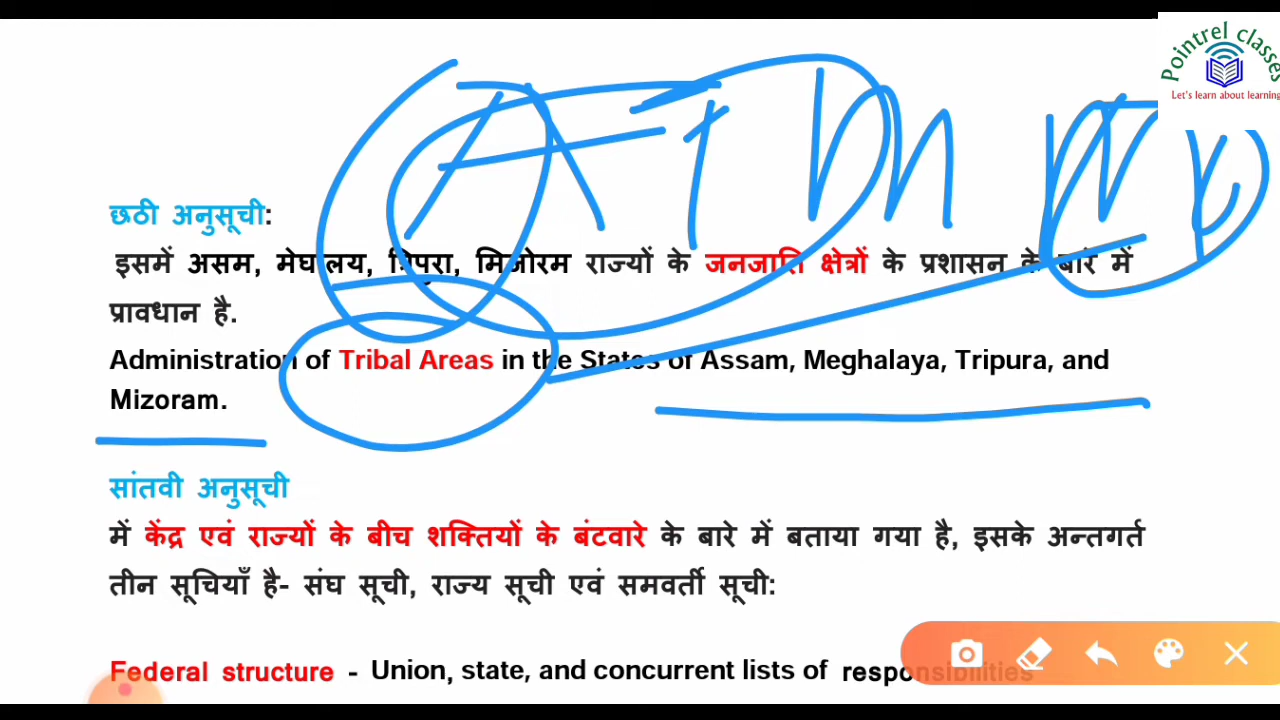 Pointrel classes
Let's learn about learning
छठी अनुसूची:
इसमें असम, मेघालय, त्रिपुरा, मिजोरम राज्यों के जनजाति क्षेत्रों के प्रशासन के बारे में
प्रावधान है.
Administration of Tribal Areas in the States of Assam, Meghalaya, Tripura, and
Mizoram.
सांतवी अनुसूची
में केंद्र एवं राज्यों के बीच शक्तियों के बंटवारे के बारे में बताया गया है, इसके अन्तगर्त
तीन सूचियाँ है- संघ सूची, राज्य सूची एवं समवर्ती सूची:
Federal structure - Union, state, and concurrent lists of responsibilities